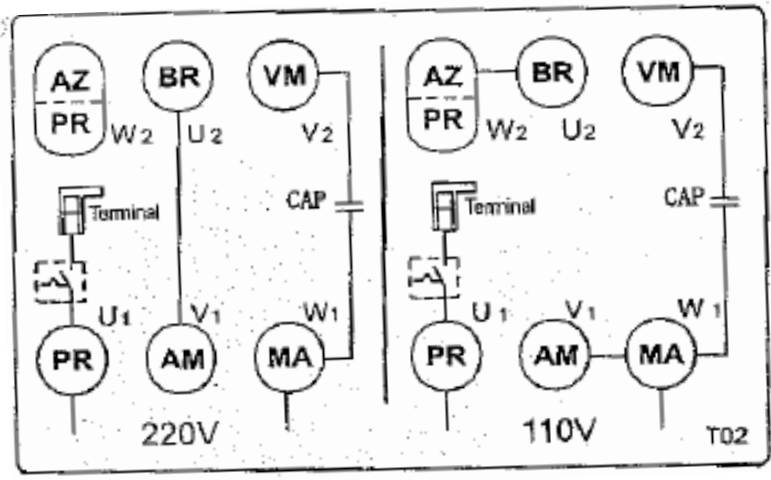 AZ BR VM AZ BR VM
PR W2 U2 V2 PR W2 U2 V2
Terminal CAP Terminal CAP
U1 V1 W1 U1 V1 W1
PR AM MA PR AM MA
220V 110V T02